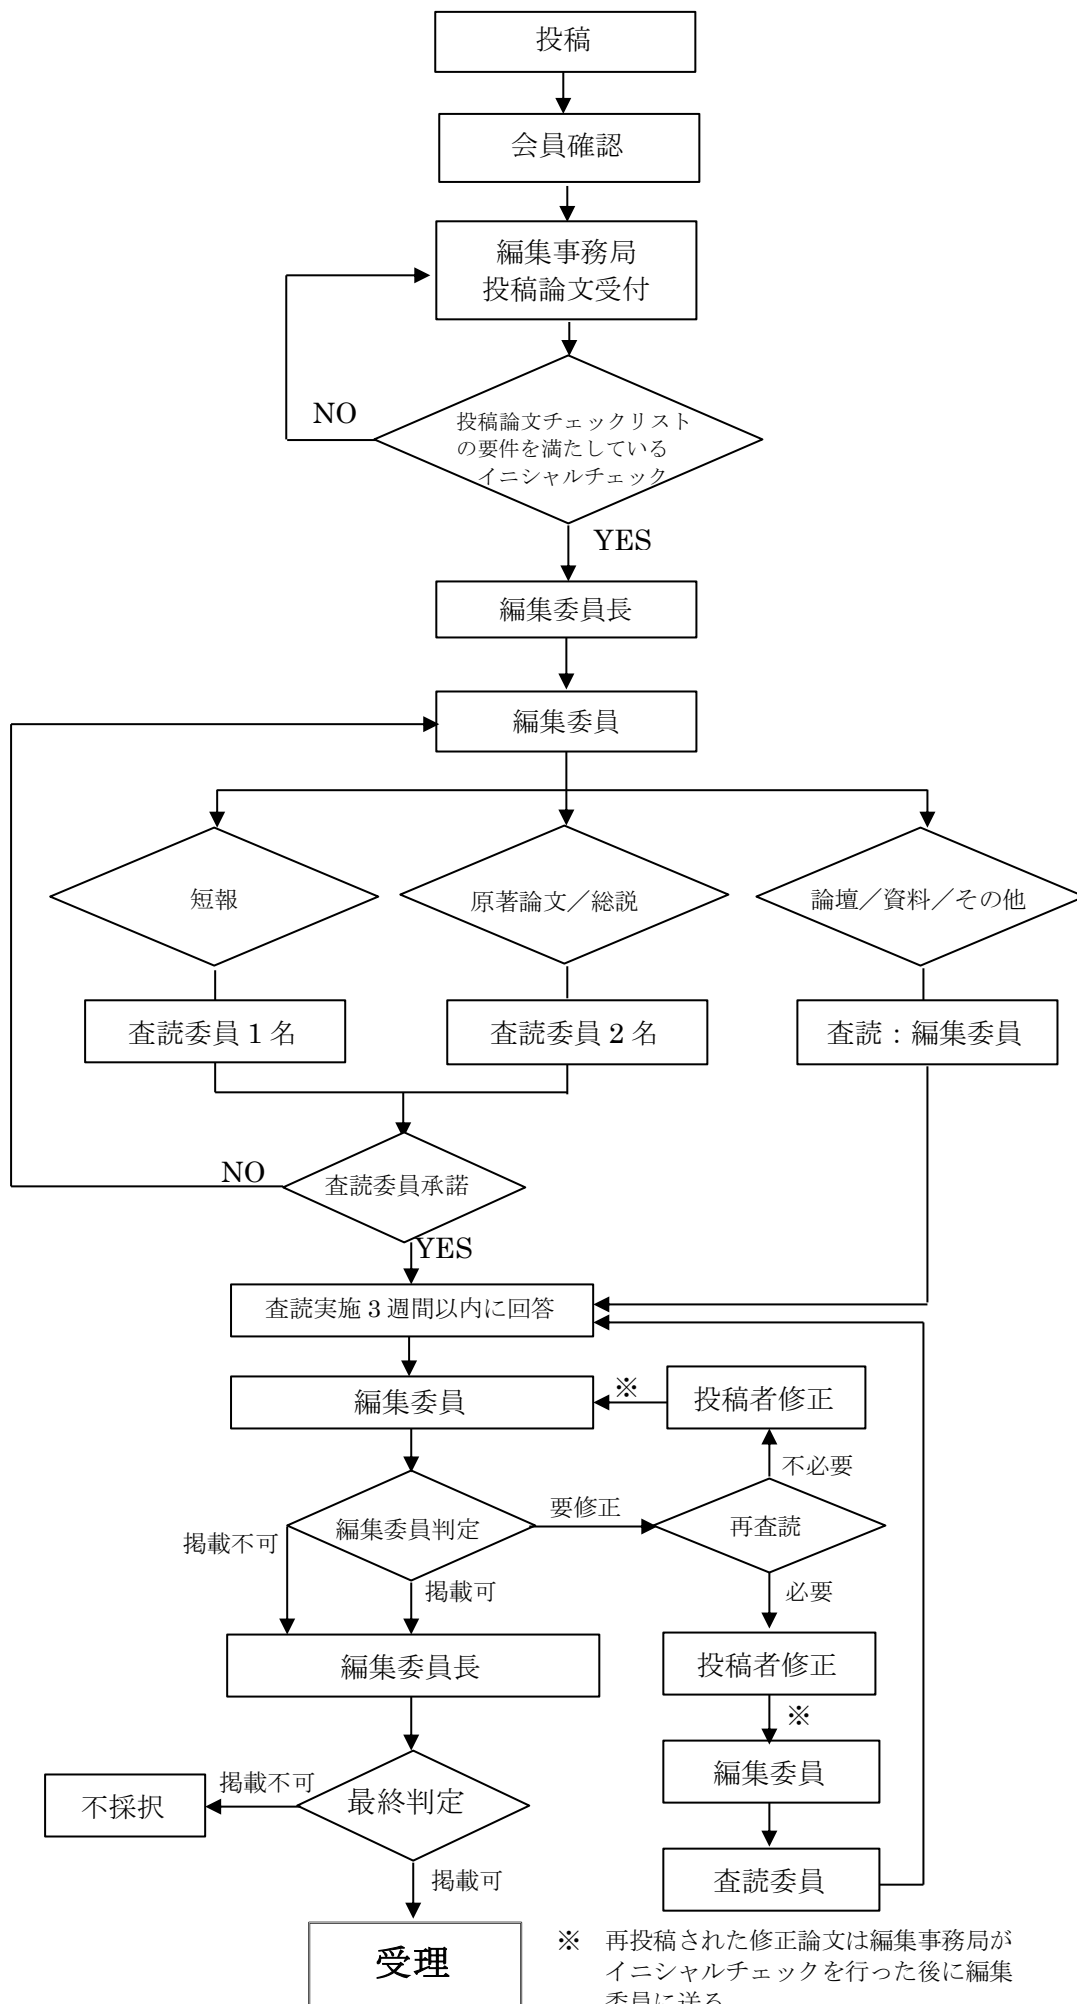 投稿
会員確認
編集事務局
投稿論文受付
NO
投稿論文チェックリスト
の要件を満たしている
イニシャルチェック
YES
編集委員長
編集委員
短報
原著論文／総説
論壇／資料／その他
査読委員 1 名
査読委員 2 名
査読：編集委員
NO
査読委員承諾
YES
査読実施 3 週間以内に回答
編集委員
※
投稿者修正
不必要
編集委員判定
要修正
再査読
掲載不可
掲載可
必要
編集委員長
投稿者修正
※
編集委員
掲載不可
最終判定
不採択
査読委員
掲載可
受理
※ 再投稿された修正論文は編集事務局が
イニシャルチェックを行った後に編集
委員に送る